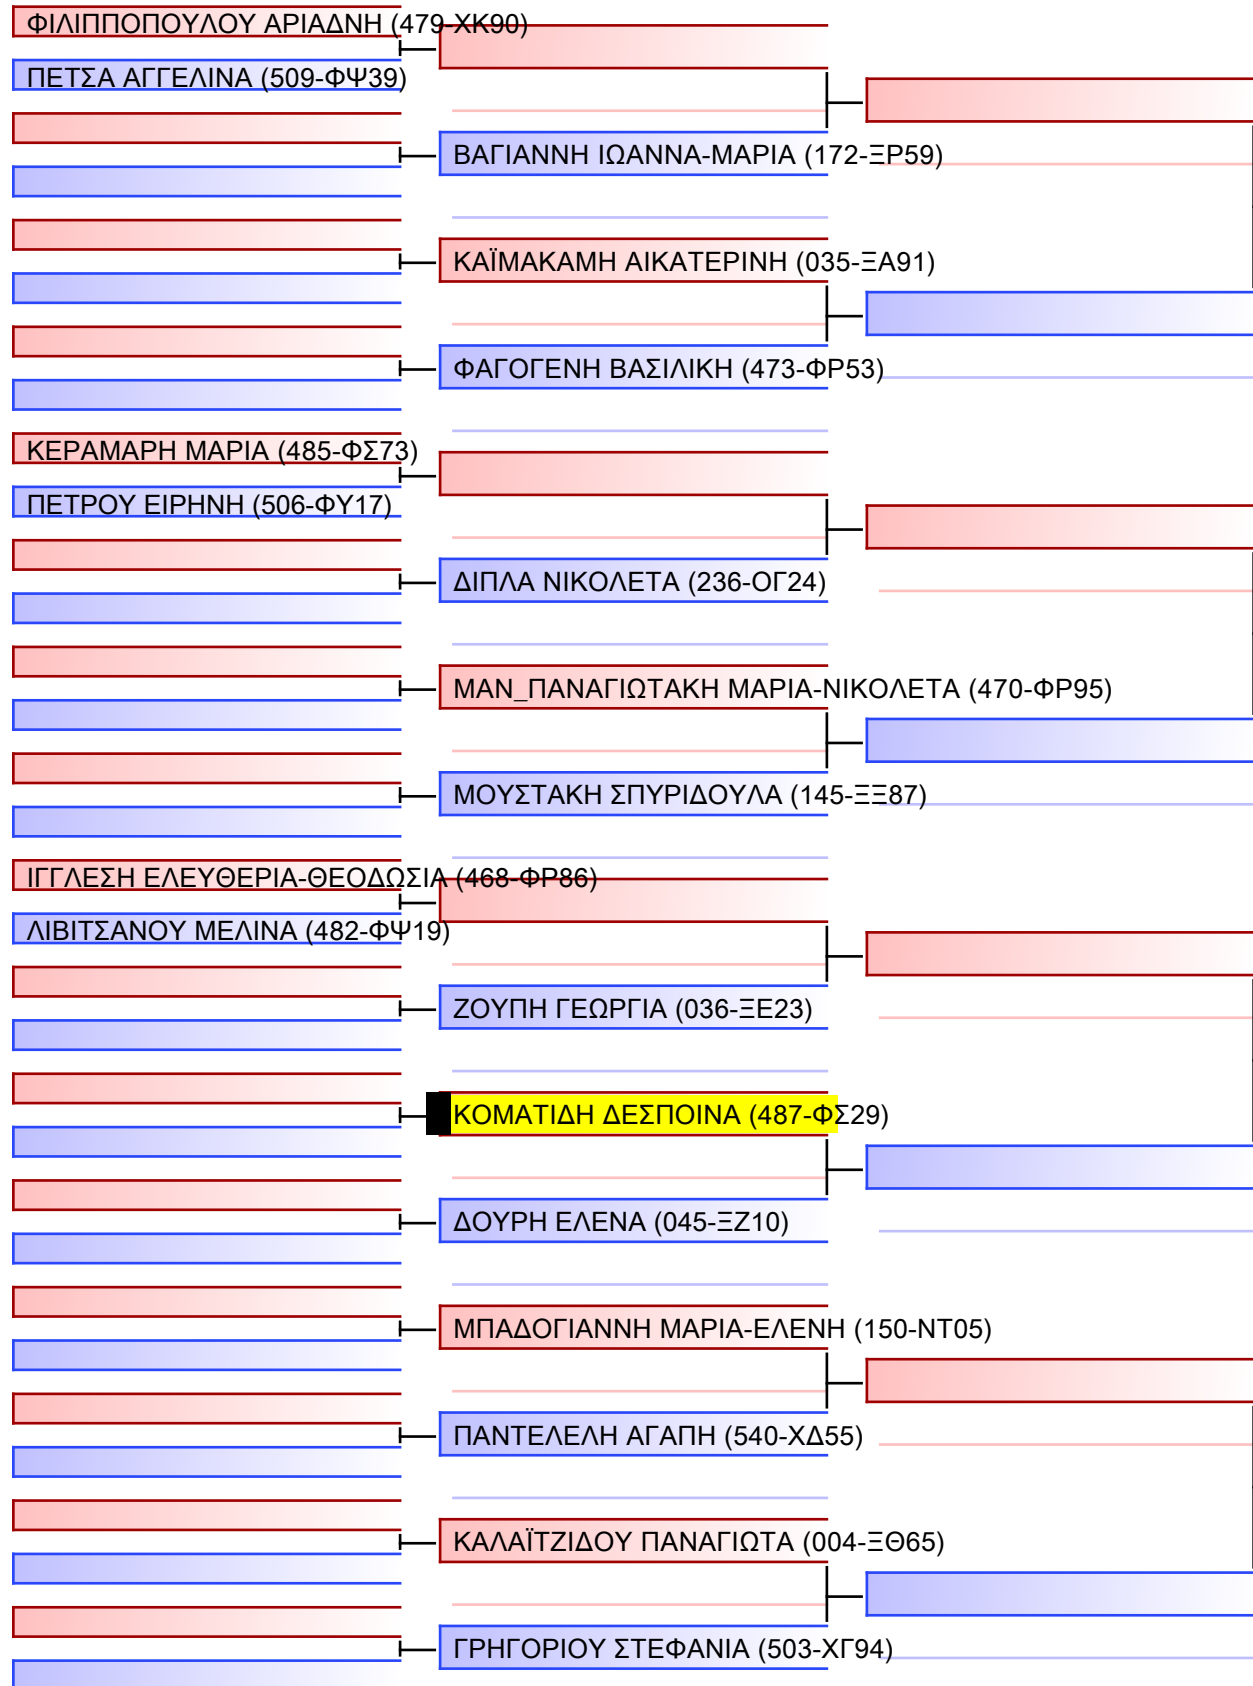 ΦΙΛΙΠΠΟΠΟΥΛΟΥ ΑΡΙΑΔΝΗ (479-ΧΚ90)
ΠΕΤΣΑ ΑΓΓΕΛΙΝΑ (509-ΦΨ39)
ΒΑΓΙΑΝΝΗ ΙΩΑΝΝΑ-ΜΑΡΙΑ (172-ΞΡ59)
ΚΑΪΜΑΚΑΜΗ ΑΙΚΑΤΕΡΙΝΗ (035-ΞΑ91)
ΦΑΓΟΓΕΝΗ ΒΑΣΙΛΙΚΗ (473-ΦΡ53)
ΚΕΡΑΜΑΡΗ ΜΑΡΙΑ (485-ΦΣ73)
ΠΕΤΡΟΥ ΕΙΡΗΝΗ (506-ΦΥ17)
ΔΙΠΛΑ ΝΙΚΟΛΕΤΑ (236-ΟΓ24)
ΜΑΝ_ΠΑΝΑΓΙΩΤΑΚΗ ΜΑΡΙΑ-ΝΙΚΟΛΕΤΑ (470-ΦΡ95)
ΜΟΥΣΤΑΚΗ ΣΠΥΡΙΔΟΥΛΑ (145-ΞΞ87)
ΙΓΓΛΕΣΗ ΕΛΕΥΘΕΡΙΑ-ΘΕΟΔΩΣΙΑ (468-ΦΡ86)
ΛΙΒΙΤΣΑΝΟΥ ΜΕΛΙΝΑ (482-ΦΨ19)
ΖΟΥΠΗ ΓΕΩΡΓΙΑ (036-ΞΕ23)
ΚΟΜΑΤΙΔΗ ΔΕΣΠΟΙΝΑ (487-ΦΣ29)
ΔΟΥΡΗ ΕΛΕΝΑ (045-ΞΖ10)
ΜΠΑΔΟΓΙΑΝΝΗ ΜΑΡΙΑ-ΕΛΕΝΗ (150-ΝΤ05)
ΠΑΝΤΕΛΕΛΗ ΑΓΑΠΗ (540-ΧΔ55)
ΚΑΛΑΪΤΖΙΔΟΥ ΠΑΝΑΓΙΩΤΑ (004-ΞΘ65)
ΓΡΗΓΟΡΙΟΥ ΣΤΕΦΑΝΙΑ (503-ΧΓ94)